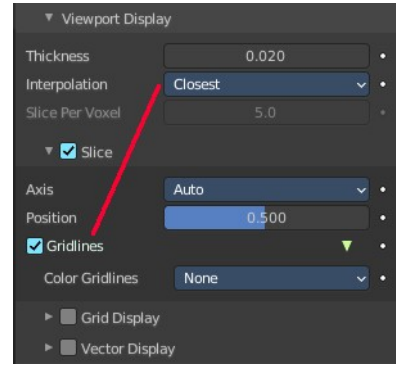 Viewport Display
Thickness 0.020
Interpolation Closest
Slice Per Voxel 5.0
Slice
Axis Auto
Position 0.500
Gridlines
Color Gridlines None
Grid Display
Vector Display